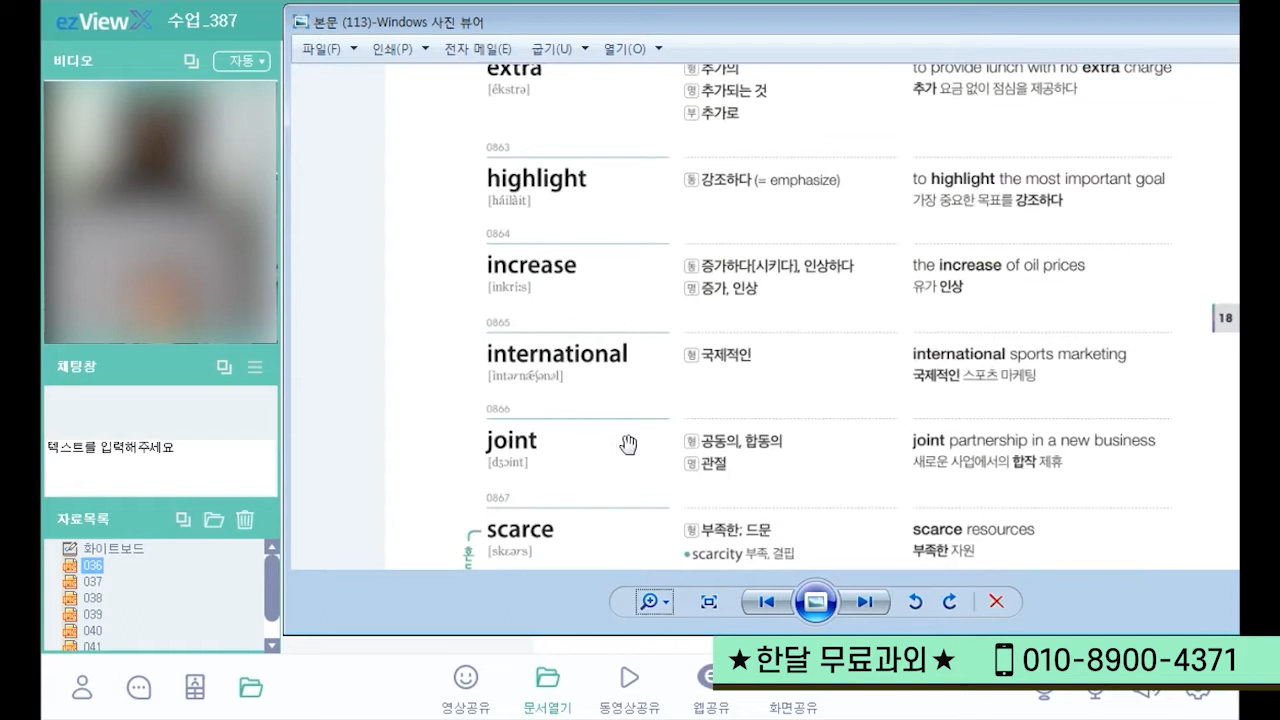 ezViewX 수업_387
비디오
자동
채팅창
텍스트를 입력해주세요
자료목록
화이트보드
036
037
038
039
040
041
본문 (113)-Windows 사진 뷰어
파일(F) 인쇄(P) 전자 메일(E) 굽기(U) 열기(O)
extra 형 추가의 to provide lunch with no extra charge
[ékstrə] 명 추가되는 것 추가 요금 없이 점심을 제공하다
부 추가로
0863
highlight 동 강조하다 (= emphasize) to highlight the most important goal
[háilàit] 가장 중요한 목표를 강조하다
0864
increase 동 증가하다[시키다], 인상하다 the increase of oil prices
[inkríːs] 명 증가, 인상 유가 인상
0865
international 형 국제적인 international sports marketing
[ìntərnǽʃənəl] 국제적인 스포츠 마케팅
18
0866
joint 형 공동의, 합동의 joint partnership in a new business
[dʒɔint] 명 관절 새로운 사업에서의 합작 제휴
0867
scarce 형 부족한; 드문 scarce resources
[skɛərs] •scarcity 부족, 결핍 부족한 자원
혼
★한달 무료과외★ 010-8900-4371
영상공유 문서열기 동영상공유 웹공유 화면공유